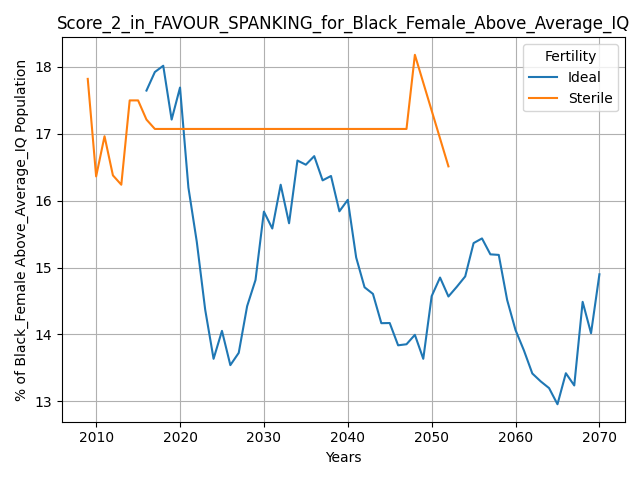 Score_2_in_FAVOUR_SPANKING_for_Black_Female_Above_Average_IQ
% of Black_Female Above_Average_IQ Population
18
17
16
15
14
13
Fertility
Ideal
Sterile
2010 2020 2030 2040 2050 2060 2070
Years